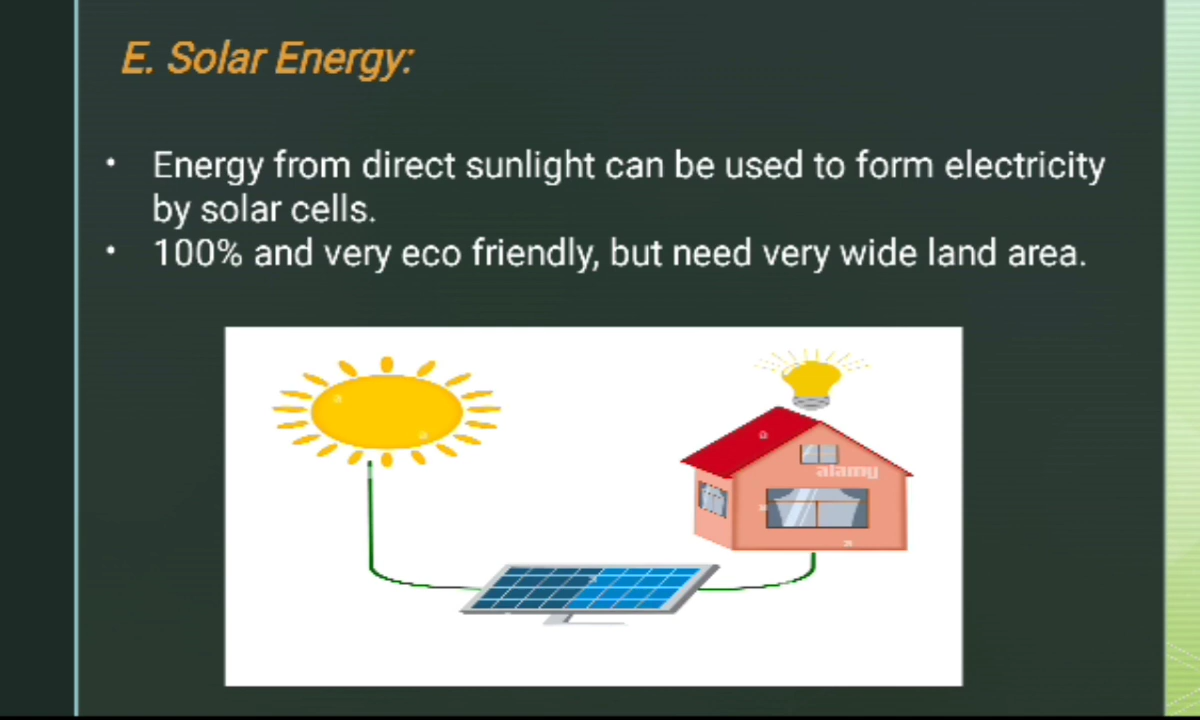 E. Solar Energy:
• Energy from direct sunlight can be used to form electricity
by solar cells.
• 100% and very eco friendly, but need very wide land area.
alamy